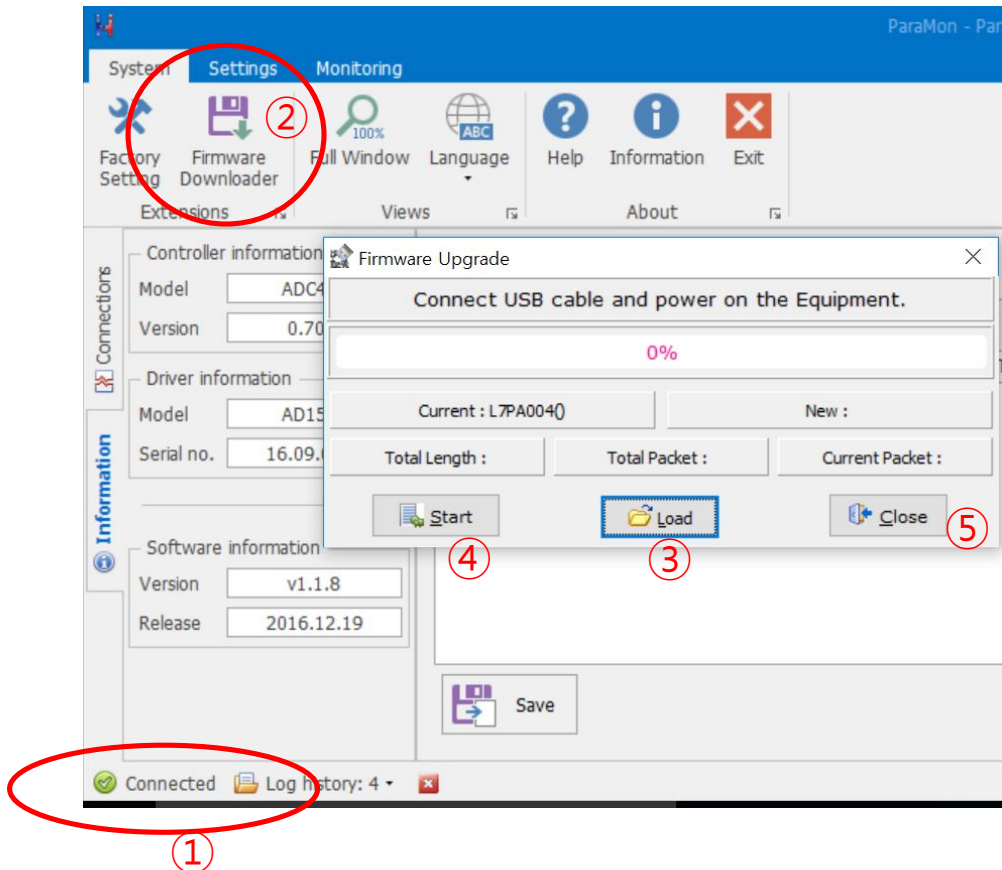 ParaMon - Par
System Settings Monitoring
②
100%
ABC
Factory Setting
Firmware Downloader
Full Window
Language
Help
Information
Exit
Extensions
Views
About
Connections
Information
Controller information
Model ADC4
Version 0.70
Driver information
Model AD15
Serial no. 16.09.
Software information
Version v1.1.8
Release 2016.12.19
Firmware Upgrade
Connect USB cable and power on the Equipment.
0%
Current : L7PA004()
New :
Total Length :
Total Packet :
Current Packet :
Start
Load
Close
④
③
⑤
Save
Connected
Log history: 4
①